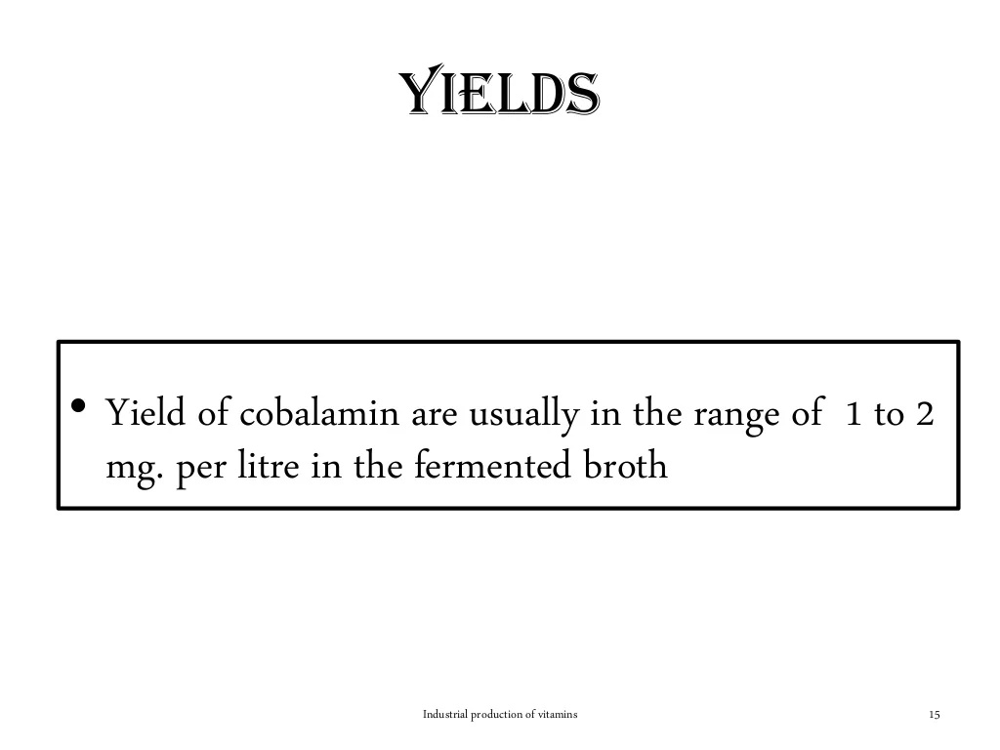 YIELDS
• Yield of cobalamin are usually in the range of  1 to 2
mg. per litre in the fermented broth
Industrial production of vitamins
15